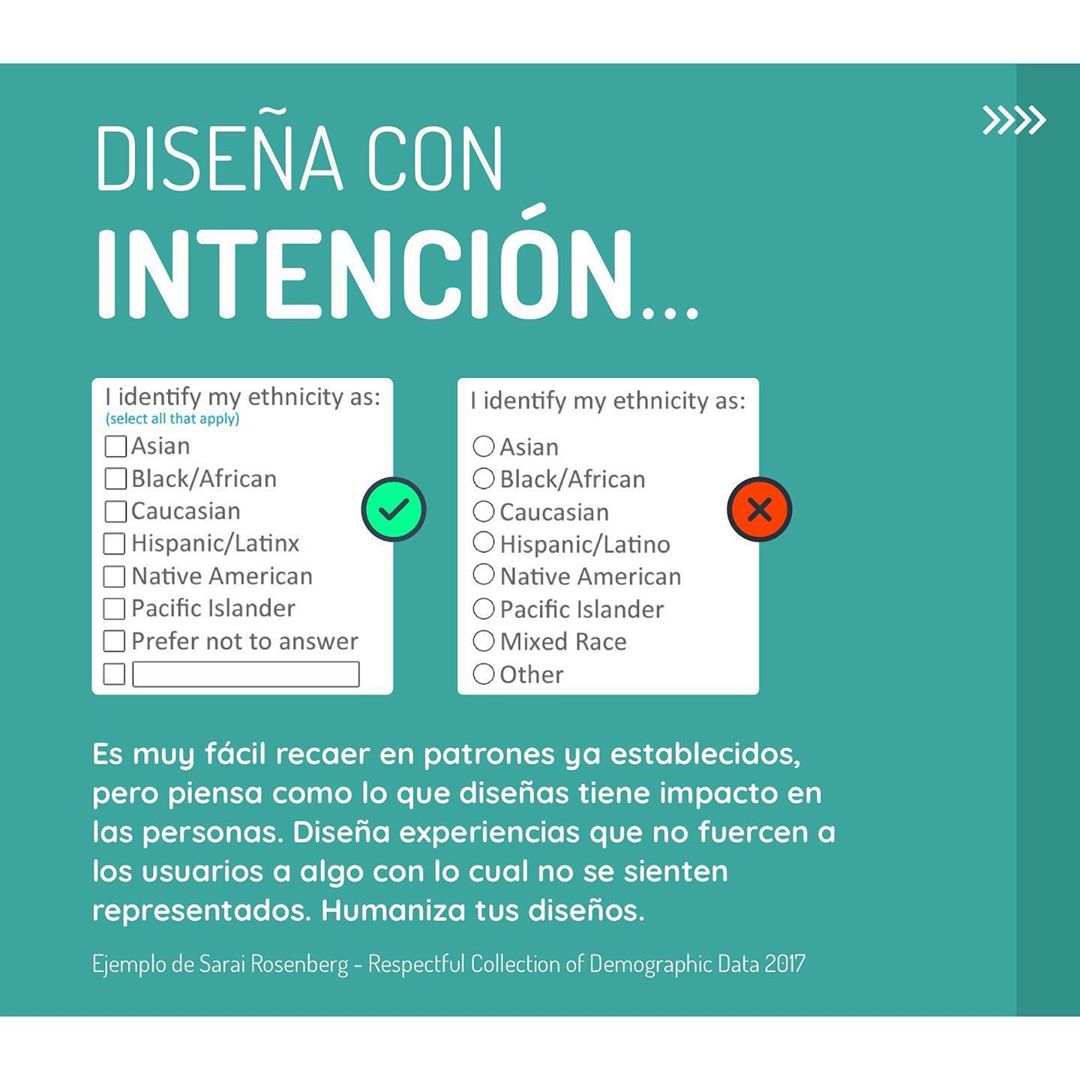 DISEÑA CON
INTENCIÓN...
I identify my ethnicity as:
(select all that apply)
Asian
Black/African
Caucasian
Hispanic/Latinx
Native American
Pacific Islander
Prefer not to answer
I identify my ethnicity as:
Asian
Black/African
Caucasian
Hispanic/Latino
Native American
Pacific Islander
Mixed Race
Other
Es muy fácil recaer en patrones ya establecidos,
pero piensa como lo que diseñas tiene impacto en
las personas. Diseña experiencias que no fuercen a
los usuarios a algo con lo cual no se sienten
representados. Humaniza tus diseños.
Ejemplo de Sarai Rosenberg - Respectful Collection of Demographic Data 2017